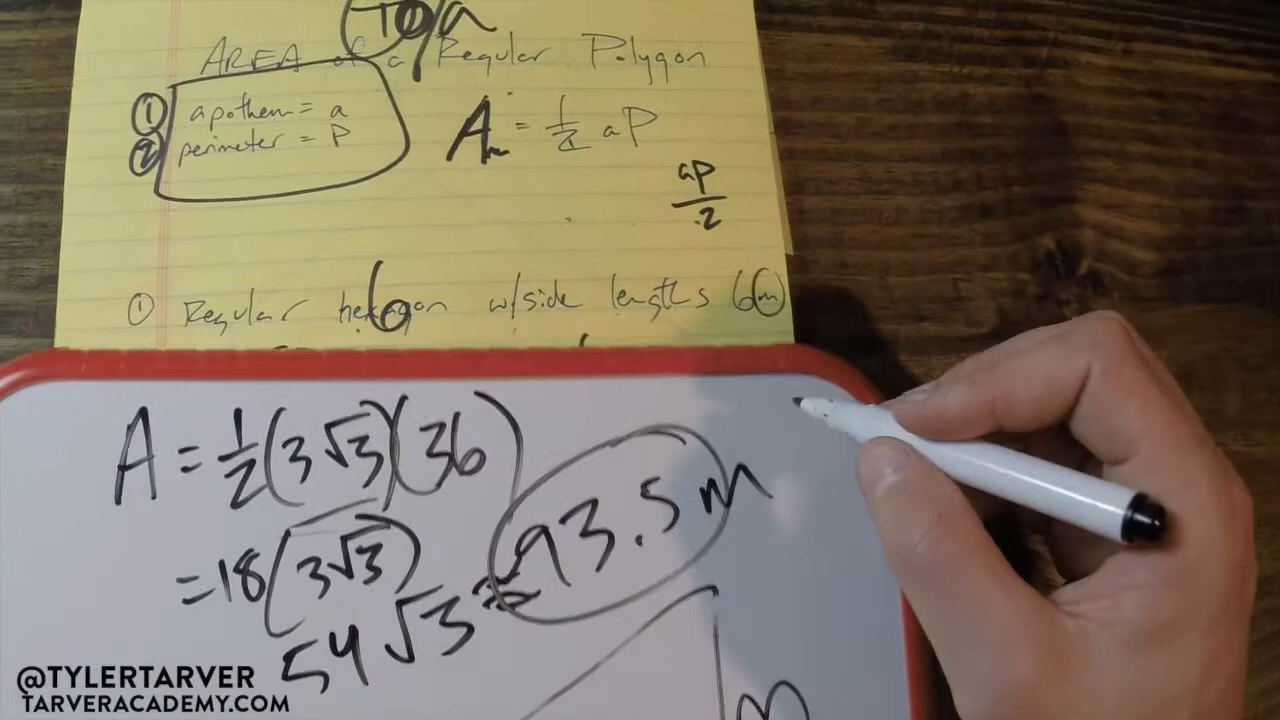 AREA of a Regular Polygon
① apothem = a
② perimeter = P
A = 1/2 aP
aP/2
① Regular hexagon w/side lengths 6m
A = 1/2 (3√3)(36)
= 18(3√3)
54√3 ≈ 93.5 m
@TYLERTARVER
TARVERACADEMY.COM